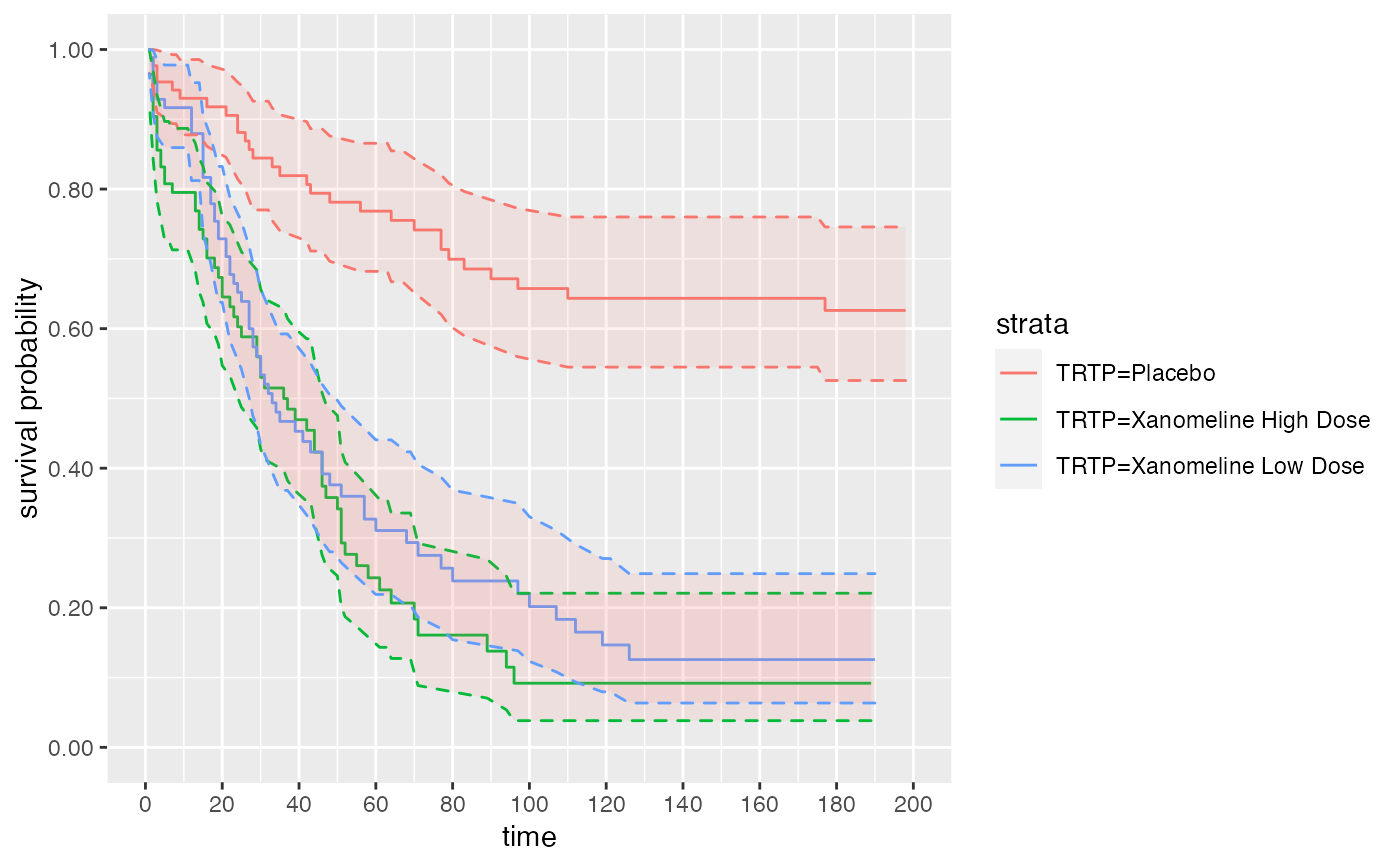 1.00
0.80
0.60
0.40
0.20
0.00
survival probability
0 20 40 60 80 100 120 140 160 180 200
time
strata
TRTP=Placebo
TRTP=Xanomeline High Dose
TRTP=Xanomeline Low Dose